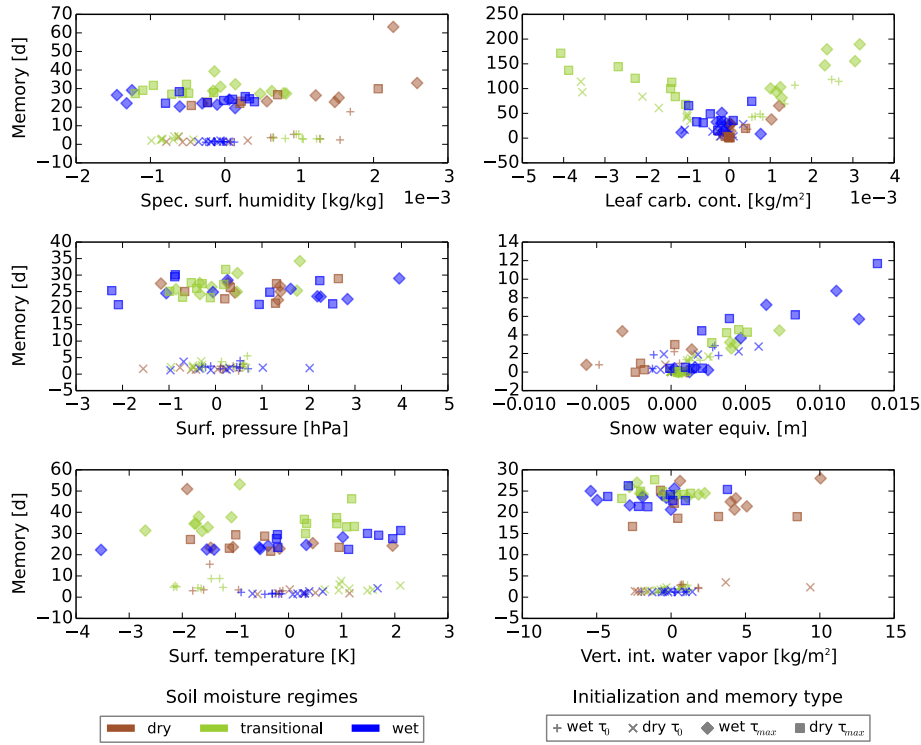 70
60
50
40
30
20
10
0
−10
Memory [d]
−2 −1 0 1 2 3
Spec. surf. humidity [kg/kg] 1e−3
250
200
150
100
50
0
−50
−5 −4 −3 −2 −1 0 1 2 3 4
Leaf carb. cont. [kg/m²] 1e−3
40
35
30
25
20
15
10
5
0
−5
Memory [d]
−3 −2 −1 0 1 2 3 4 5
Surf. pressure [hPa]
14
12
10
8
6
4
2
0
−2
−0.010 −0.005 0.000 0.005 0.010 0.015
Snow water equiv. [m]
60
50
40
30
20
10
0
−10
Memory [d]
−4 −3 −2 −1 0 1 2 3
Surf. temperature [K]
30
25
20
15
10
5
0
−5
−10 −5 0 5 10 15
Vert. int. water vapor [kg/m²]
Soil moisture regimes
dry transitional wet
Initialization and memory type
wet τ₀ dry τ₀ wet τₘₐₓ dry τₘₐₓ